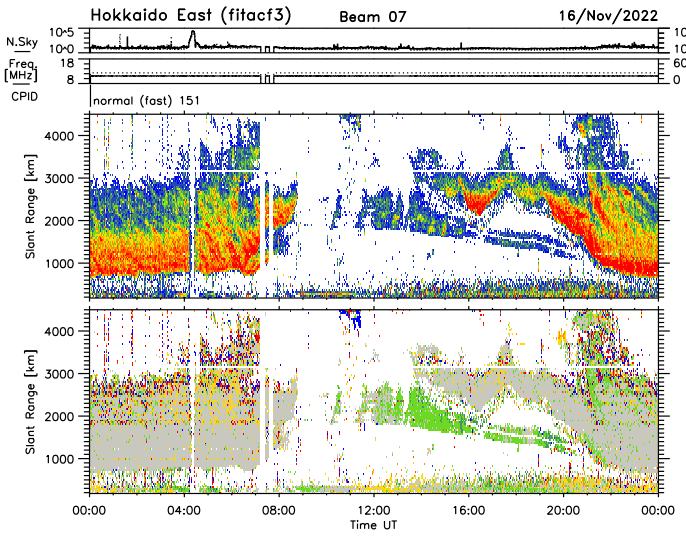 Hokkaido East (fitacf3) Beam 07 16/Nov/2022
N.Sky 10^5 10^0 10 10
Freq. [MHz] 18 8 60 0
CPID normal (fast) 151
Slant Range [km] 4000 3000 2000 1000
Slant Range [km] 4000 3000 2000 1000
00:00 04:00 08:00 12:00 16:00 20:00 00:00
Time UT